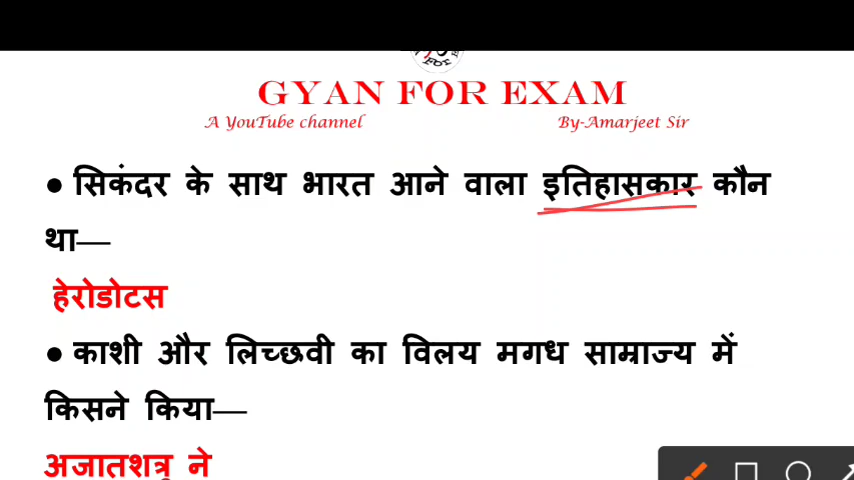 FOR
GYAN FOR EXAM
A YouTube channel By-Amarjeet Sir
● सिकंदर के साथ भारत आने वाला इतिहासकार कौन
था—
हेरोडोटस
● काशी और लिच्छवी का विलय मगध साम्राज्य में
किसने किया—
अजातशत्रु ने